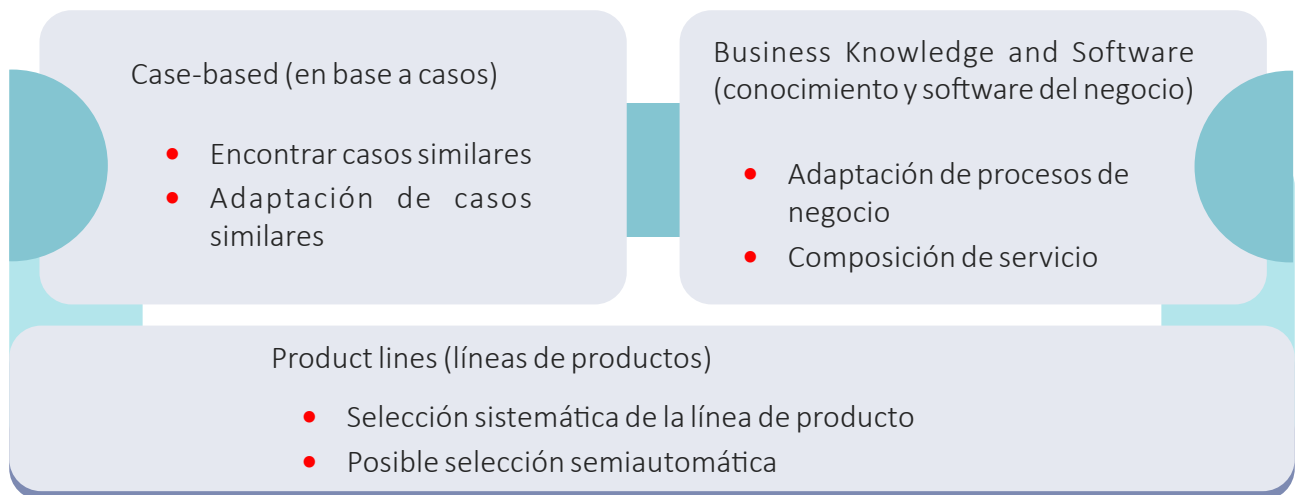 Case-based (en base a casos)
• Encontrar casos similares
• Adaptación de casos
similares
Business Knowledge and Software
(conocimiento y software del negocio)
• Adaptación de procesos de
negocio
• Composición de servicio
Product lines (líneas de productos)
• Selección sistemática de la línea de producto
• Posible selección semiautomática